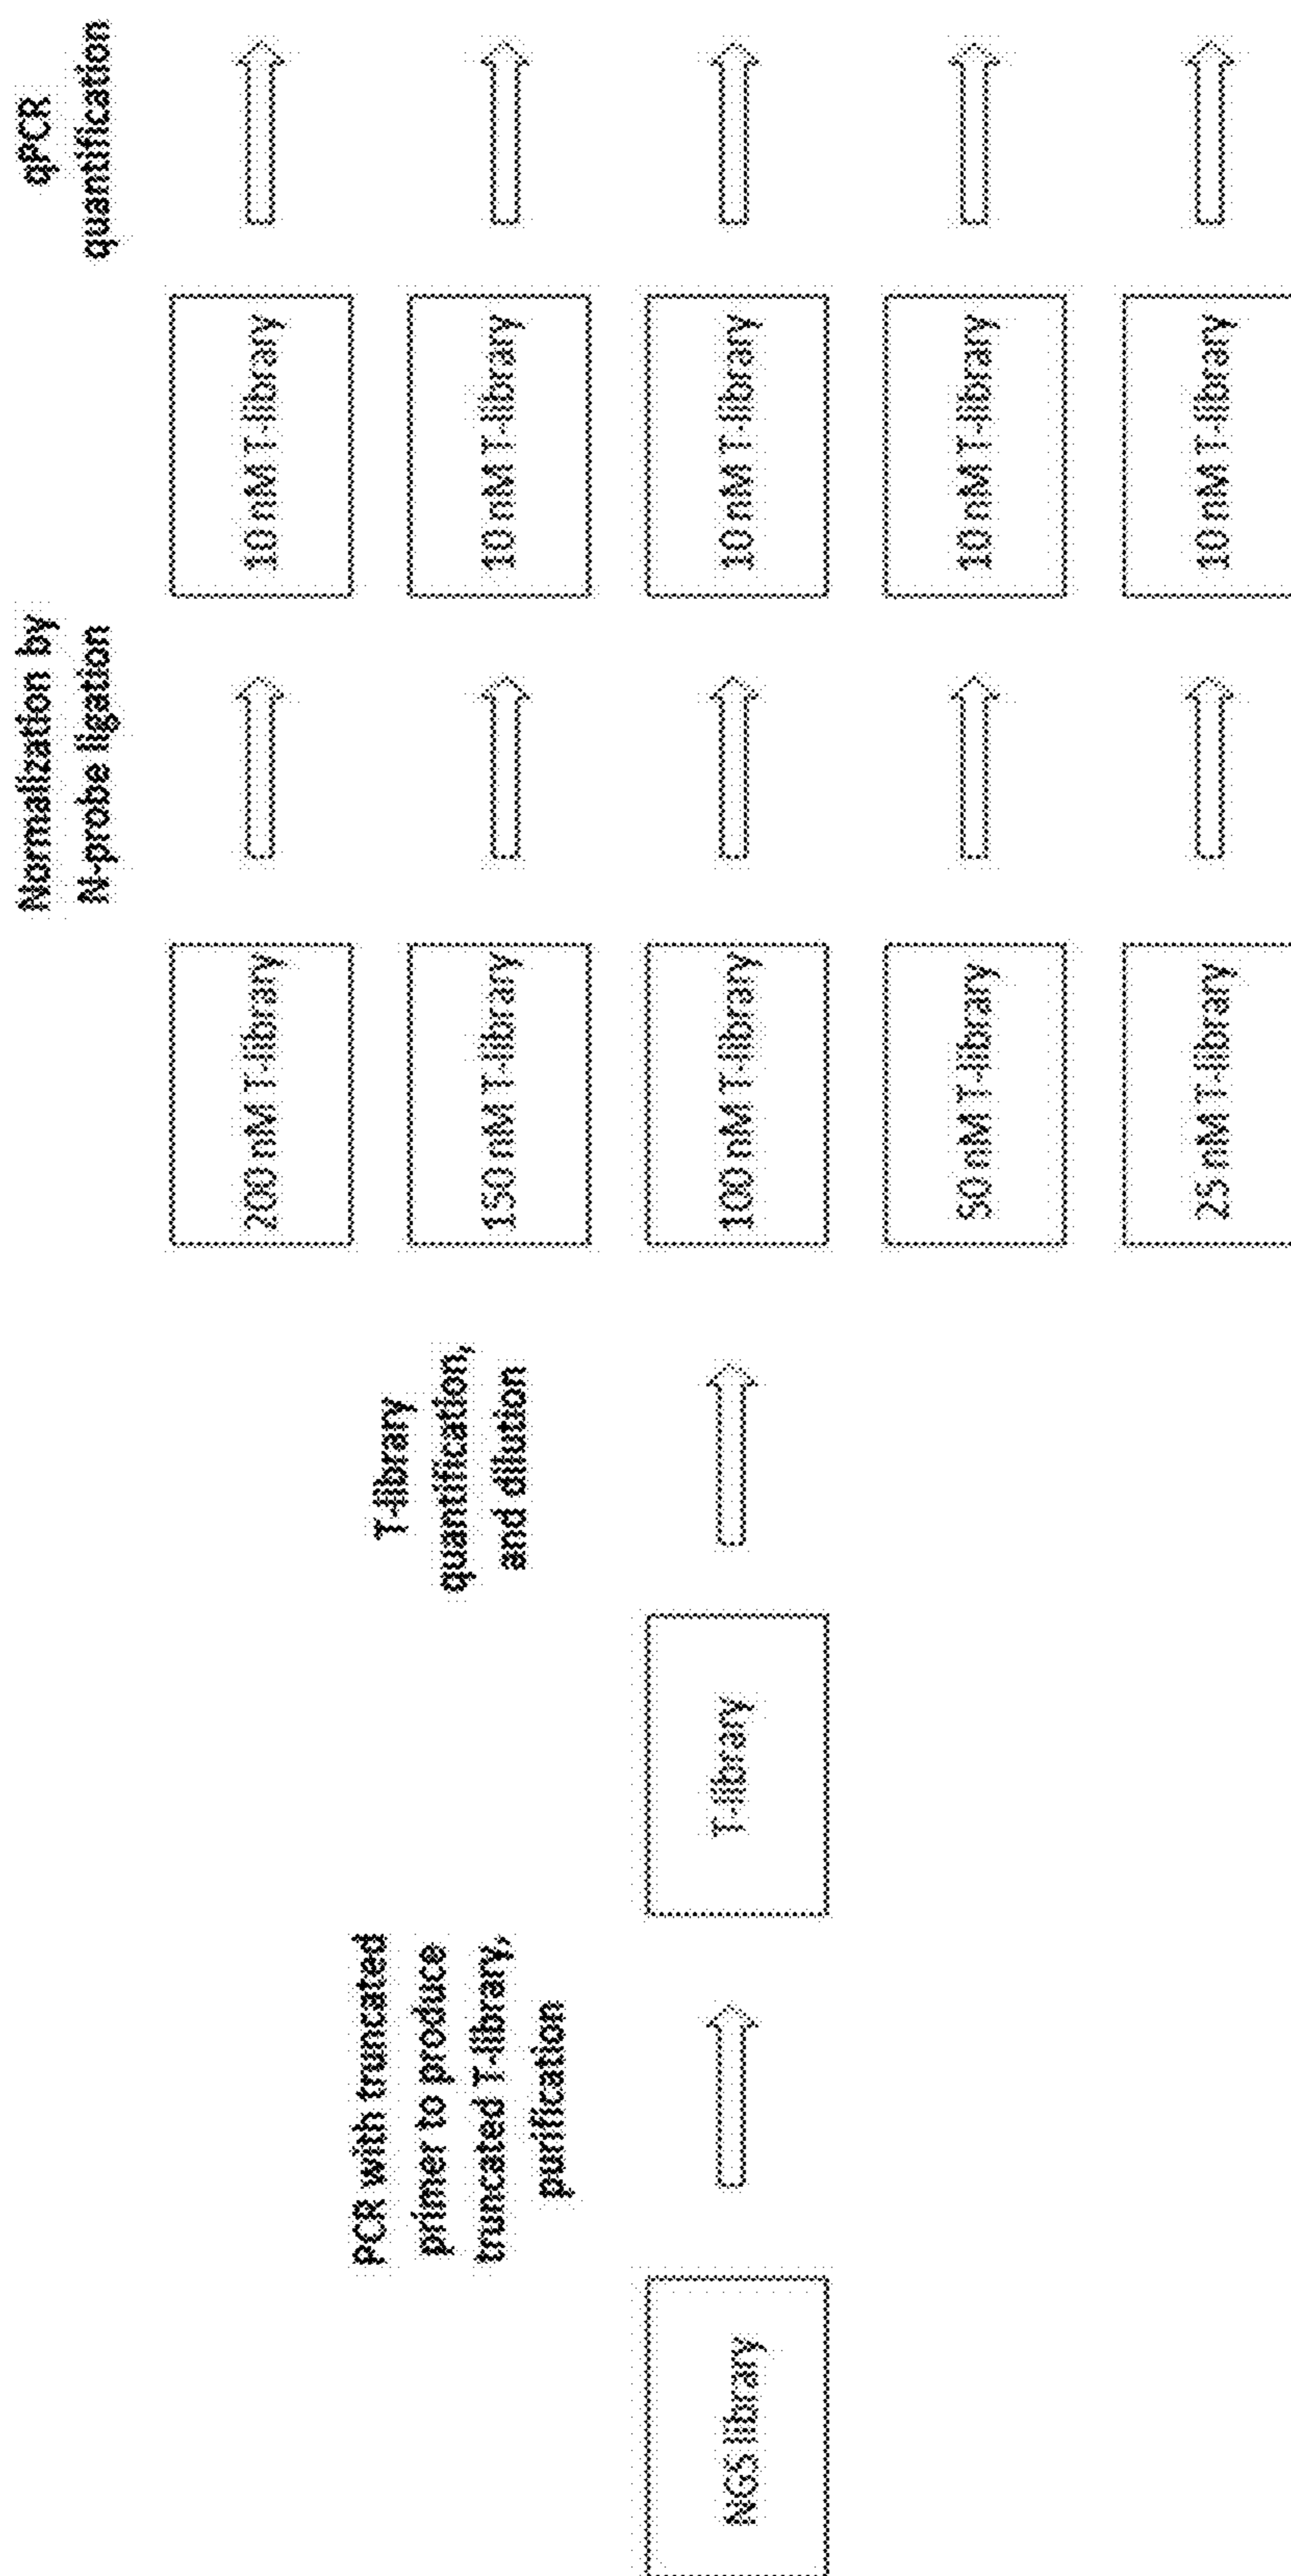 NGS library
PCR with truncated
primer to produce
truncated T-library,
purification
T-library
T-library
quantification,
and dilution
200 nM T-library
150 nM T-library
100 nM T-library
50 nM T-library
25 nM T-library
Normalization by
N-probe ligation
10 nM T-library
10 nM T-library
10 nM T-library
10 nM T-library
10 nM T-library
qPCR
quantification